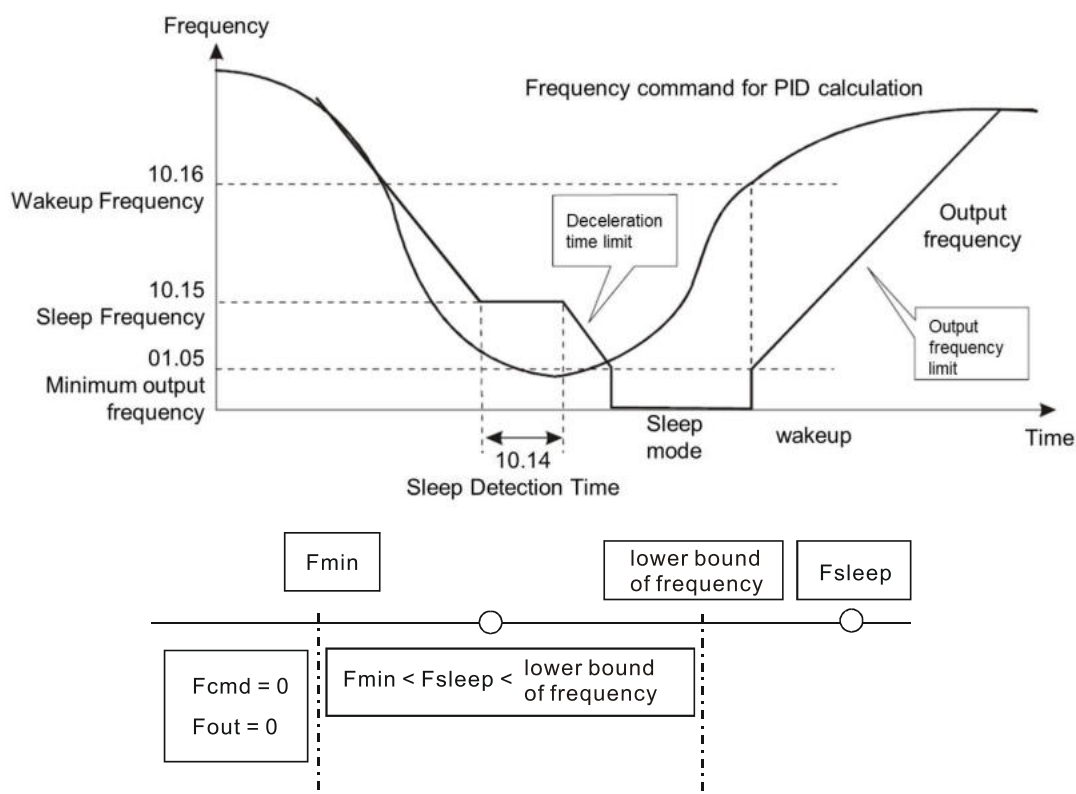 Frequency
Frequency command for PID calculation
10.16
Wakeup Frequency
Deceleration
time limit
Output
frequency
10.15
Sleep Frequency
Output
frequency
limit
01.05
Minimum output
frequency
Sleep
mode
wakeup
Time
10.14
Sleep Detection Time
Fmin
lower bound
of frequency
Fsleep
Fcmd = 0
Fout = 0
Fmin < Fsleep < lower bound
of frequency